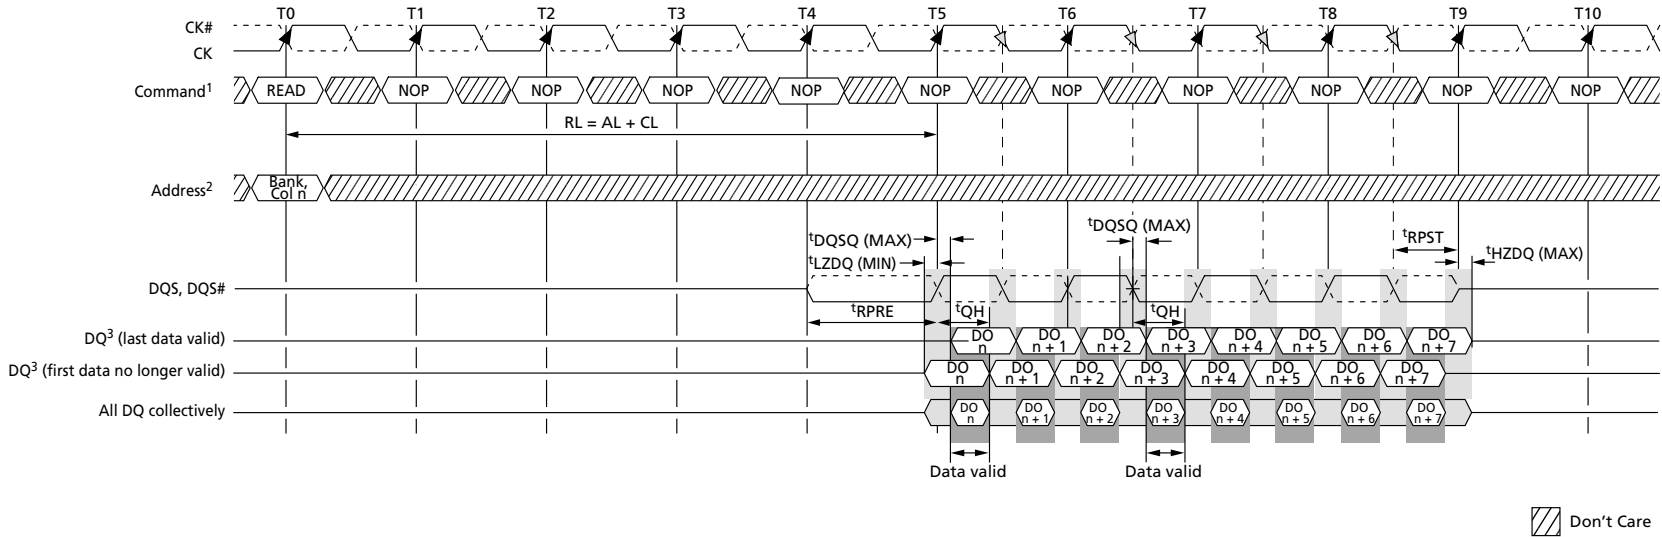 T0 T1 T2 T3 T4 T5 T6 T7 T8 T9 T10
CK#
CK
Command1 READ NOP NOP NOP NOP NOP NOP NOP NOP NOP NOP
RL = AL + CL
Address2 Bank, Col n
tDQSQ (MAX) tDQSQ (MAX) tRPST
tLZDQ (MIN) tHZDQ (MAX)
DQS, DQS#
tRPRE tQH tQH
DQ3 (last data valid) DO n DO n + 1 DO n + 2 DO n + 3 DO n + 4 DO n + 5 DO n + 6 DO n + 7
DQ3 (first data no longer valid) DO n DO n + 1 DO n + 2 DO n + 3 DO n + 4 DO n + 5 DO n + 6 DO n + 7
All DQ collectively DO n DO n + 1 DO n + 2 DO n + 3 DO n + 4 DO n + 5 DO n + 6 DO n + 7
Data valid Data valid
Don't Care